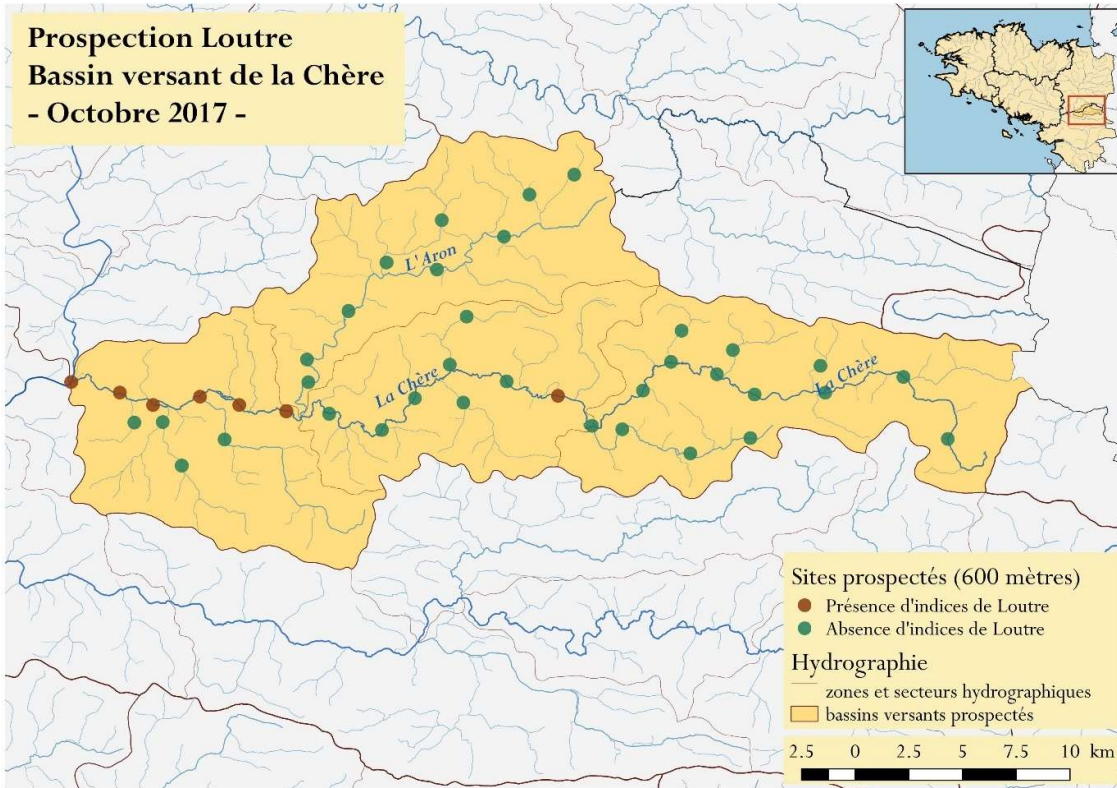 Prospection Loutre
Bassin versant de la Chère
- Octobre 2017 -
L'Aron
La Chère
La Chère
Sites prospectés (600 mètres)
Présence d'indices de Loutre
Absence d'indices de Loutre
Hydrographie
zones et secteurs hydrographiques
bassins versants prospectés
2.5 0 2.5 5 7.5 10 km